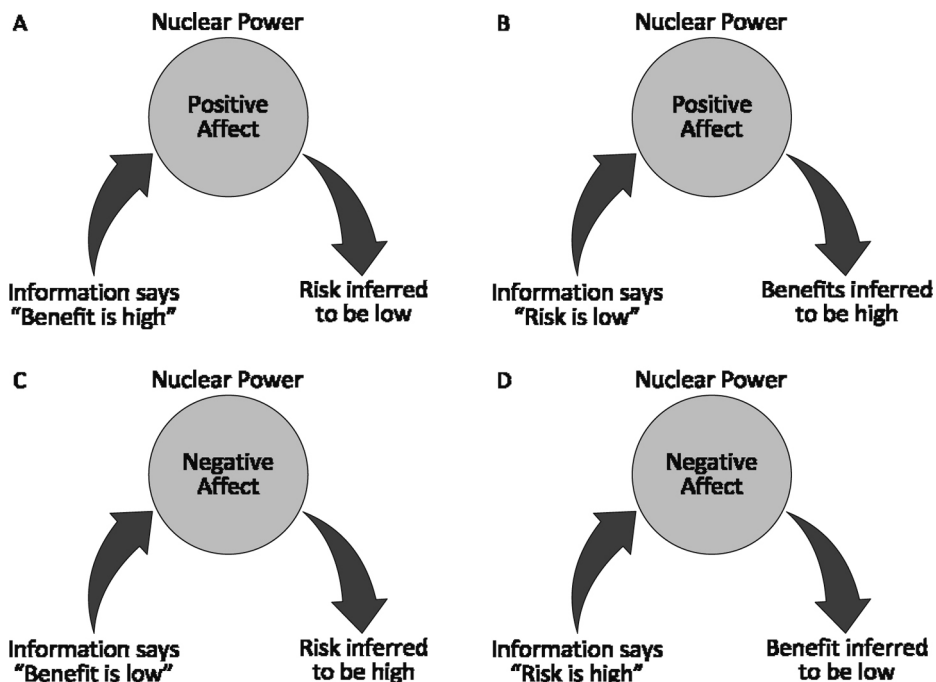 A
Nuclear Power
Positive
Affect
Information says
“Benefit is high”
Risk inferred
to be low
B
Nuclear Power
Positive
Affect
Information says
“Risk is low”
Benefits inferred
to be high
C
Nuclear Power
Negative
Affect
Information says
“Benefit is low”
Risk inferred
to be high
D
Nuclear Power
Negative
Affect
Information says
“Risk is high”
Benefit inferred
to be low